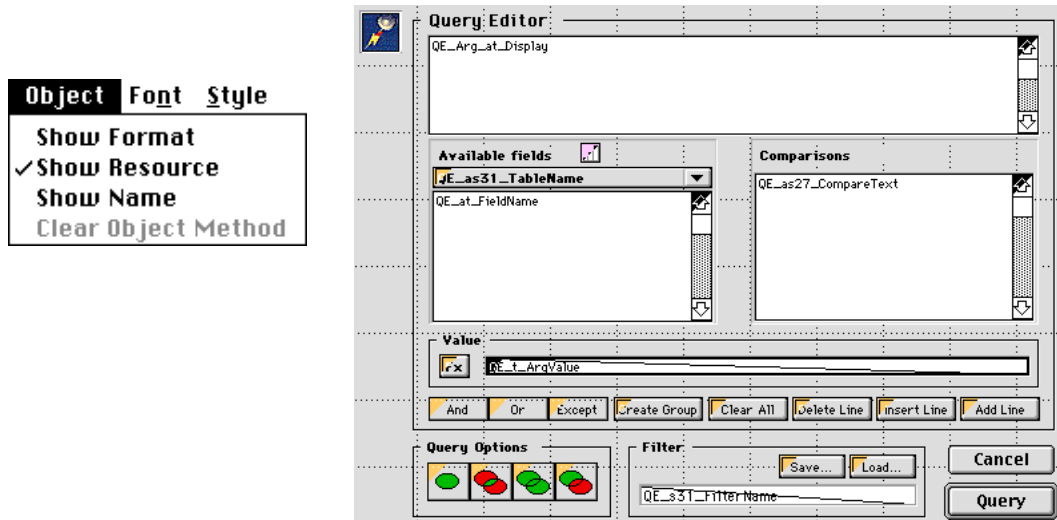 Object Font Style
Show Format
✓Show Resource
Show Name
Clear Object Method
Query Editor
QE_Arg_at_Display
Available fields
Comparisons
QE_as31_TableName
QE_at_FieldName
QE_as27_CompareText
Value
fx
QE_t_ArgValue
And Or Except Create Group Clear All Delete Line Insert Line Add Line
Query Options
Filter
Save... Load...
QE_s31_FilterName
Cancel
Query